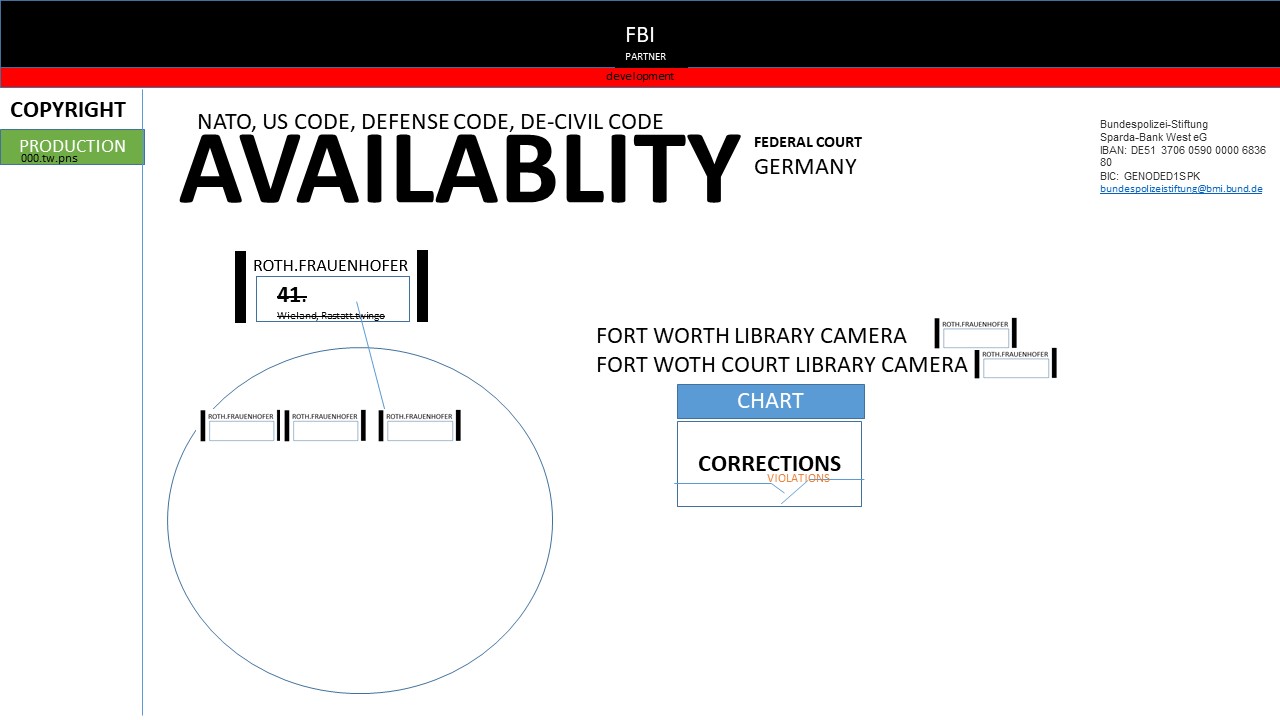 FBI
PARTNER
development
COPYRIGHT
PRODUCTION
000.tw.pns
NATO, US CODE, DEFENSE CODE, DE-CIVIL CODE
AVAILABLITY
FEDERAL COURT
GERMANY
Bundespolizei-Stiftung
Sparda-Bank West eG
IBAN: DE51 3706 0590 0000 6836
80
BIC: GENODED1SPK
bundespolizeistiftung@bmi.bund.de
ROTH.FRAUENHOFER
41.
Wieland, Rastatt.twingo
ROTH.FRAUENHOFER
ROTH.FRAUENHOFER
ROTH.FRAUENHOFER
FORT WORTH LIBRARY CAMERA
ROTH.FRAUENHOFER
FORT WOTH COURT LIBRARY CAMERA
ROTH.FRAUENHOFER
CHART
CORRECTIONS
VIOLATIONS